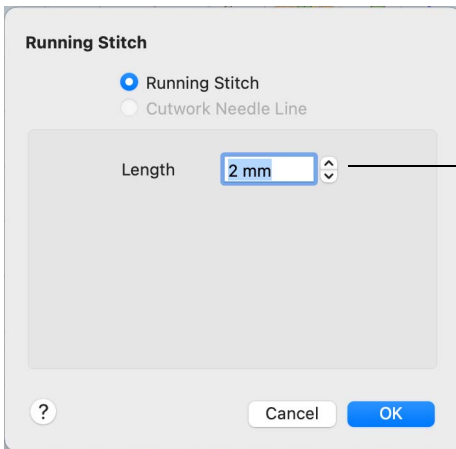 Running Stitch
Running Stitch
Cutwork Needle Line
Length 2 mm
? Cancel OK